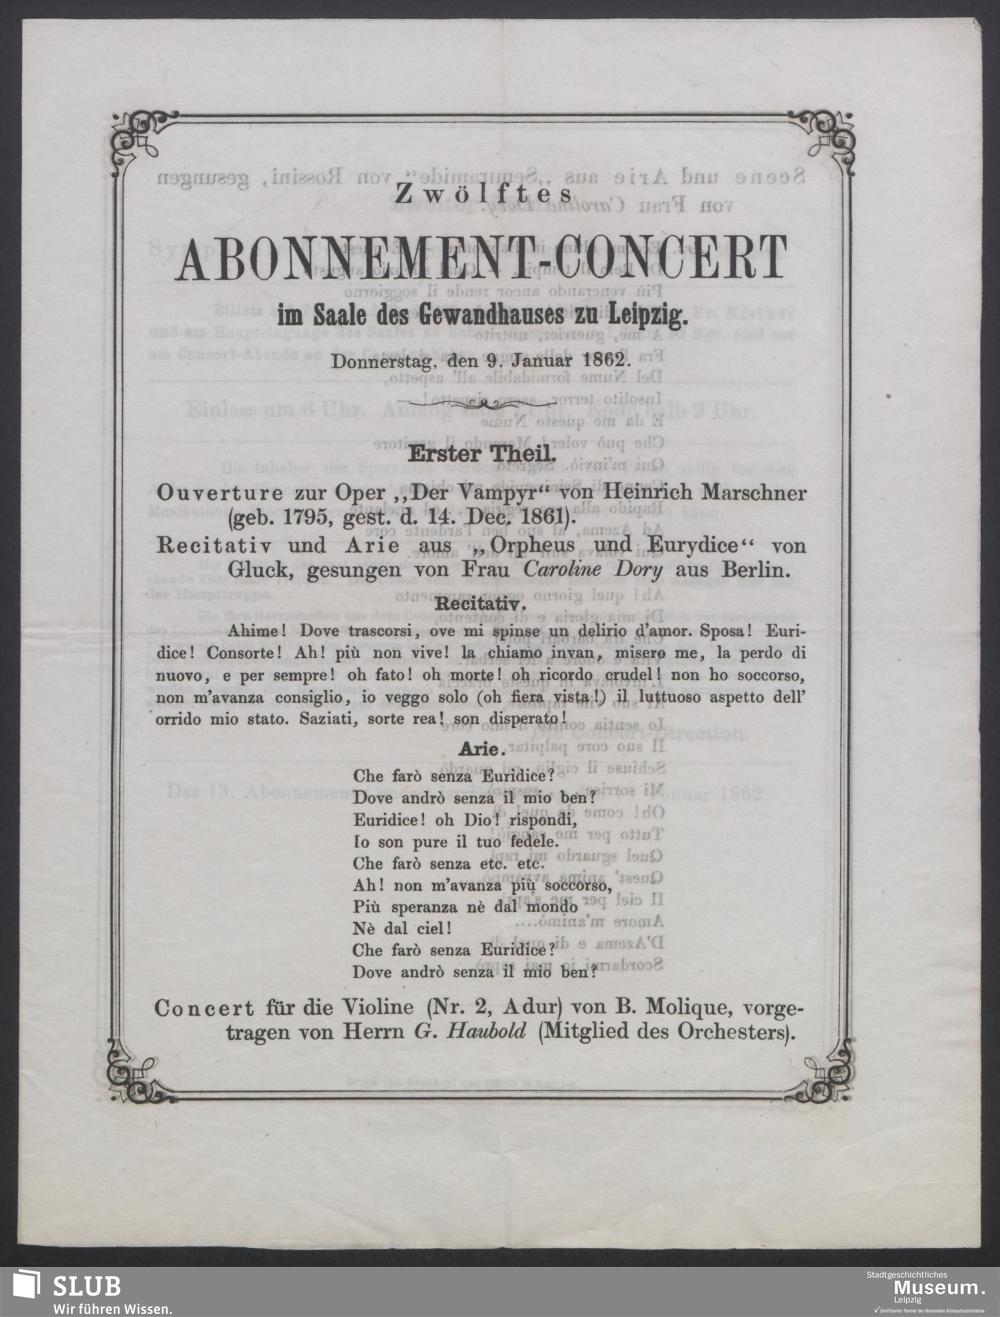 Zwölftes
ABONNEMENT-CONCERT
im Saale des Gewandhauses zu Leipzig.
Donnerstag, den 9. Januar 1862.
Erster Theil.
Ouverture zur Oper „Der Vampyr“ von Heinrich Marschner
(geb. 1795, gest. d. 14. Dec. 1861).
Recitativ und Arie aus „Orpheus und Eurydice“ von
Gluck, gesungen von Frau Caroline Dory aus Berlin.
Recitativ.
Ahime! Dove trascorsi, ove mi spinse un delirio d'amor. Sposa! Euri-
dice! Consorte! Ah! più non vive! la chiamo invan, misero me, la perdo di
nuovo, e per sempre! oh fato! oh morte! oh ricordo crudel! non ho soccorso,
non m'avanza consiglio, io veggo solo (oh fiera vista!) il luttuoso aspetto dell'
orrido mio stato. Saziati, sorte rea! son disperato!
Arie.
Che farò senza Euridice?
Dove andrò senza il mio ben?
Euridice! oh Dio! rispondi,
Io son pure il tuo fedele.
Che farò senza etc. etc.
Ah! non m'avanza più soccorso,
Più speranza nè dal mondo
Nè dal ciel!
Che farò senza Euridice?
Dove andrò senza il mio ben?
Concert für die Violine (Nr. 2, Adur) von B. Molique, vorge-
tragen von Herrn G. Haubold (Mitglied des Orchesters).
SLUB
Wir führen Wissen.
Stadtgeschichtliches
Museum.
Leipzig
Zertifizierter Partner der Nationalen Klimaschutzinitiative